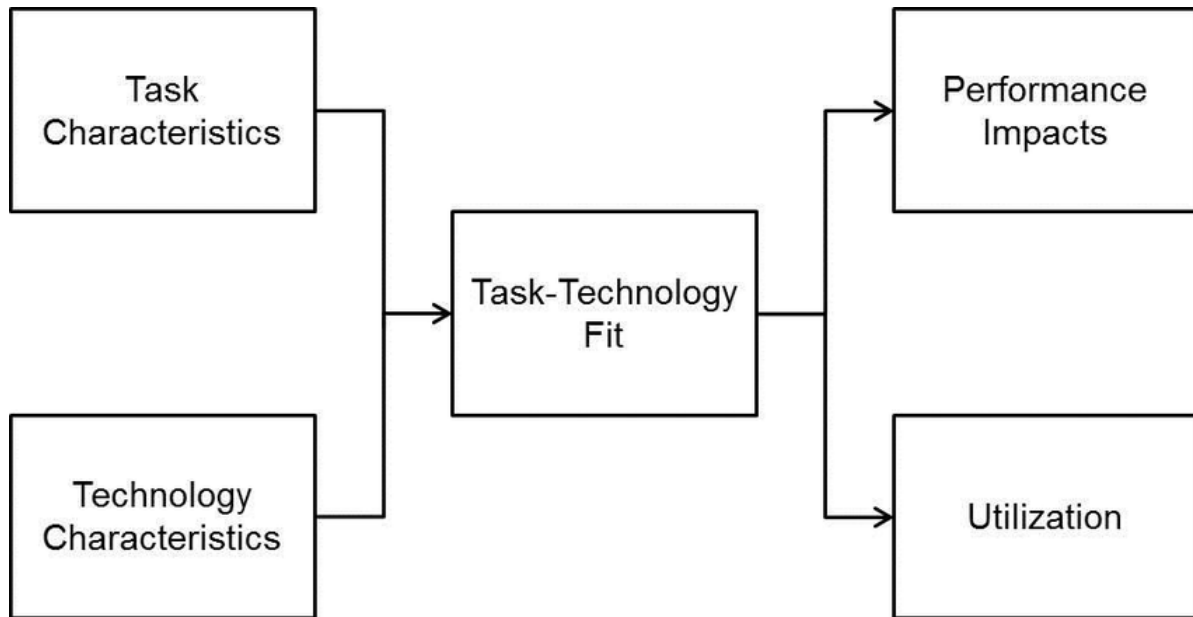 Task
Characteristics
Performance
Impacts
Task-Technology
Fit
Technology
Characteristics
Utilization